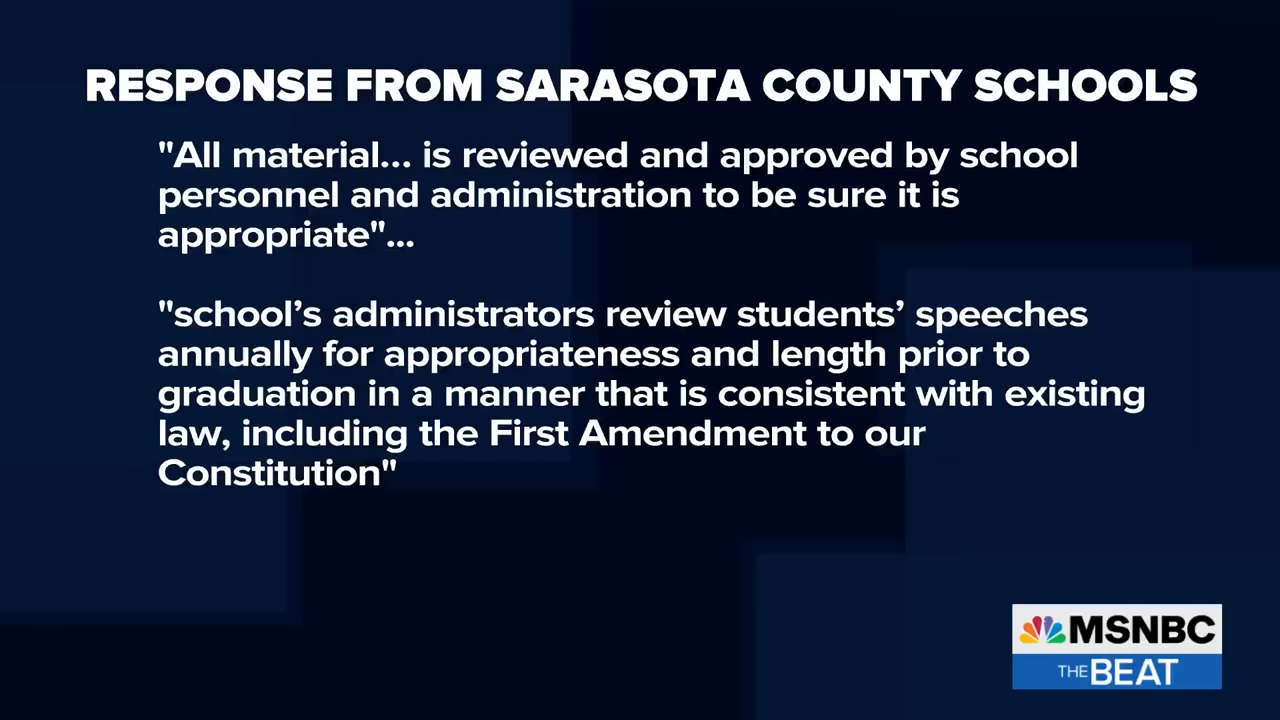 RESPONSE FROM SARASOTA COUNTY SCHOOLS
"All material... is reviewed and approved by school
personnel and administration to be sure it is
appropriate"...
"school’s administrators review students’ speeches
annually for appropriateness and length prior to
graduation in a manner that is consistent with existing
law, including the First Amendment to our
Constitution"
MSNBC
THE BEAT